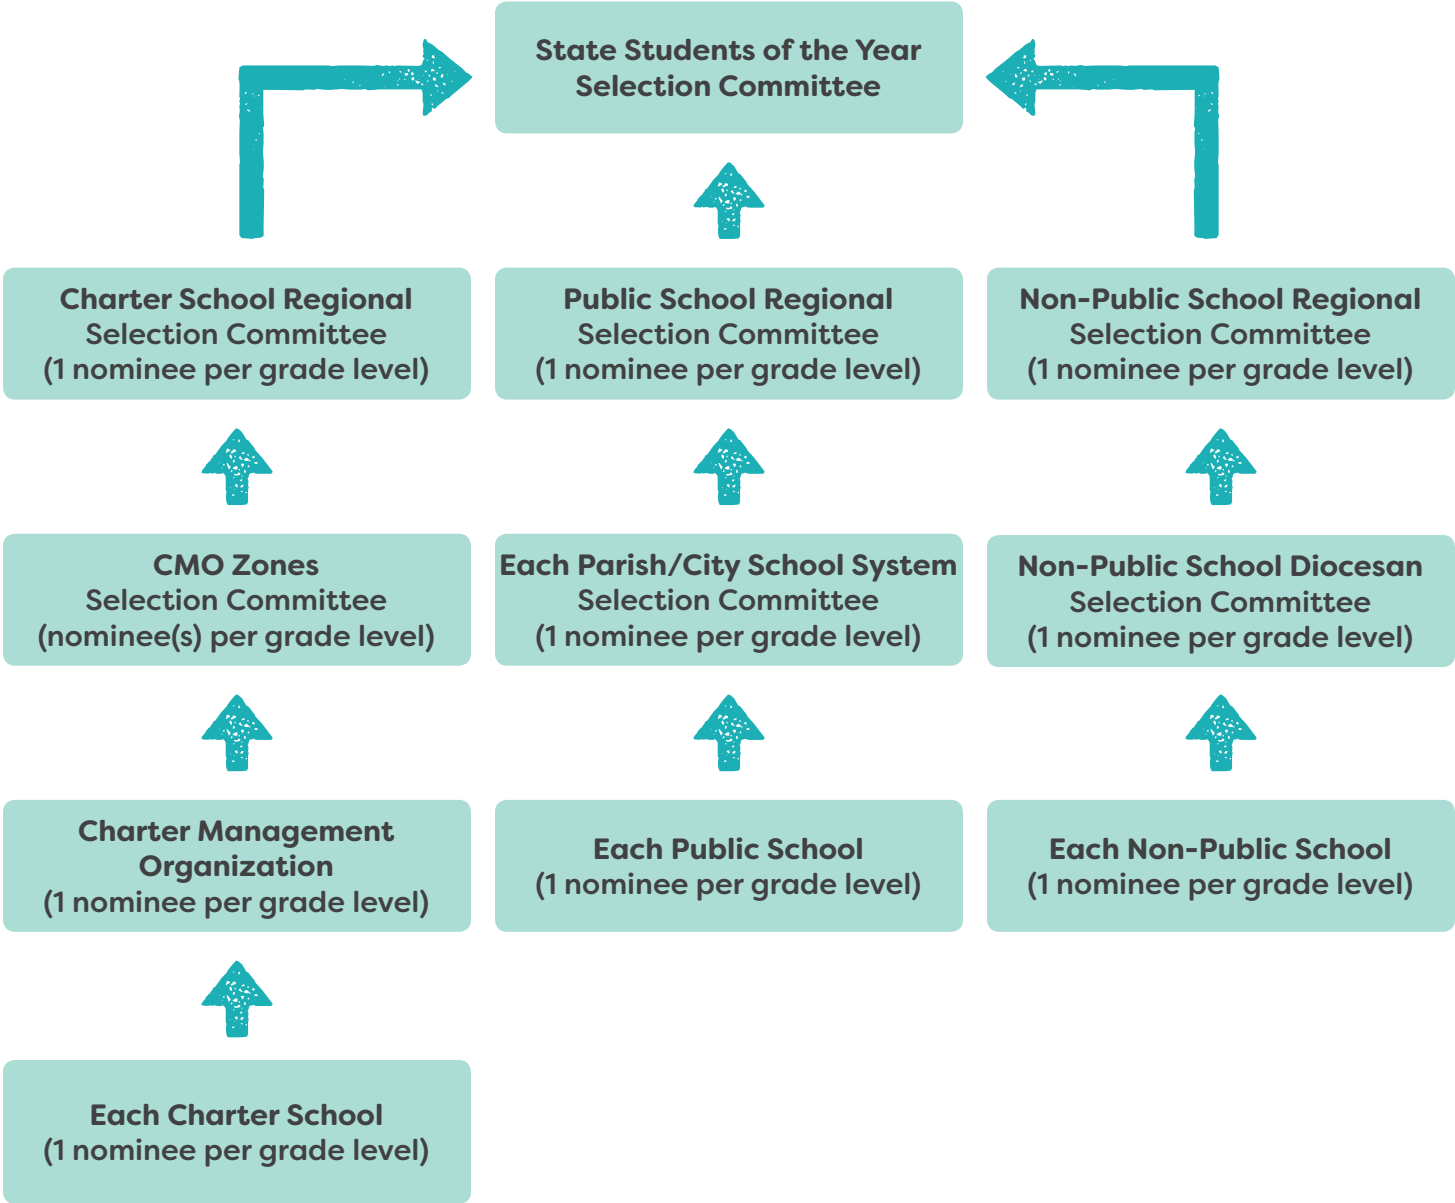 State Students of the Year
Selection Committee
Charter School Regional
Selection Committee
(1 nominee per grade level)
Public School Regional
Selection Committee
(1 nominee per grade level)
Non-Public School Regional
Selection Committee
(1 nominee per grade level)
CMO Zones
Selection Committee
(nominee(s) per grade level)
Each Parish/City School System
Selection Committee
(1 nominee per grade level)
Non-Public School Diocesan
Selection Committee
(1 nominee per grade level)
Charter Management
Organization
(1 nominee per grade level)
Each Public School
(1 nominee per grade level)
Each Non-Public School
(1 nominee per grade level)
Each Charter School
(1 nominee per grade level)